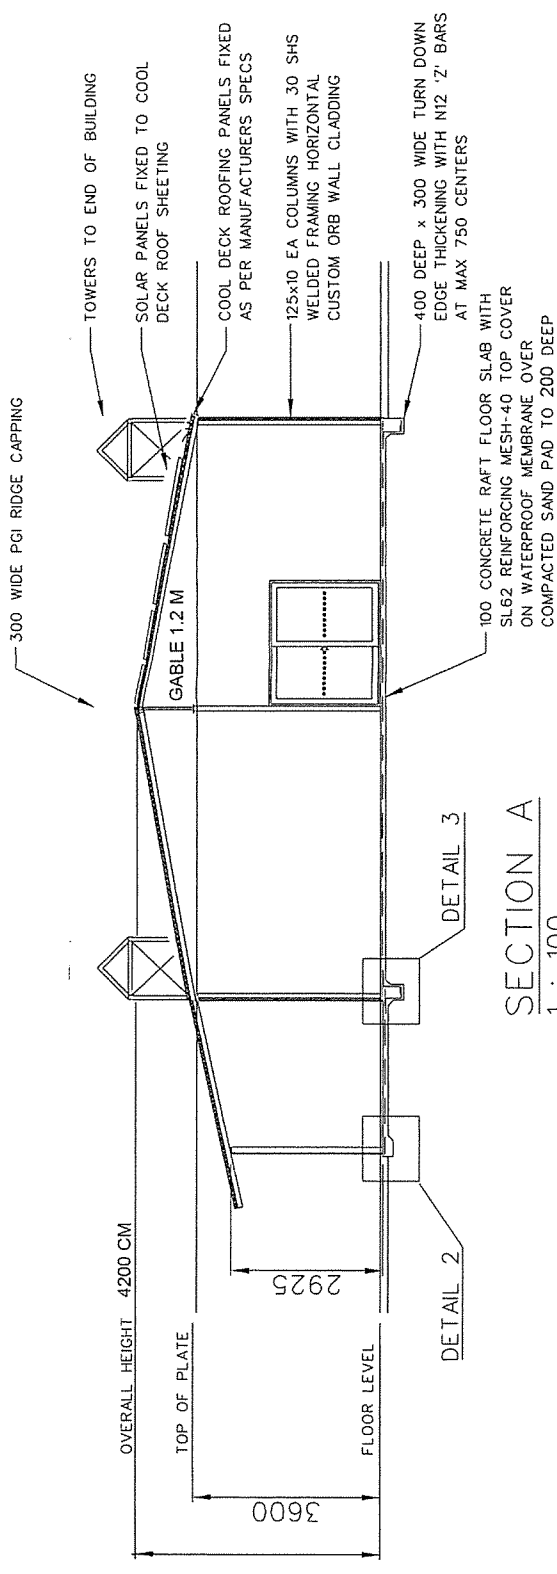 300 WIDE PGI RIDGE CAPPING
TOWERS TO END OF BUILDING
SOLAR PANELS FIXED TO COOL
DECK ROOF SHEETING
COOL DECK ROOFING PANELS FIXED
AS PER MANUFACTURERS SPECS
125x10 EA COLUMNS WITH 30 SHS
WELDED FRAMING HORIZONTAL
CUSTOM ORB WALL CLADDING
400 DEEP x 300 WIDE TURN DOWN
EDGE THICKENING WITH N12 'Z' BARS
AT MAX 750 CENTERS
100 CONCRETE RAFT FLOOR SLAB WITH
SL62 REINFORCING MESH-40 TOP COVER
ON WATERPROOF MEMBRANE OVER
COMPACTED SAND PAD TO 200 DEEP
GABLE 1.2 M
OVERALL HEIGHT 4200 CM
TOP OF PLATE
FLOOR LEVEL
3600
2925
DETAIL 2
DETAIL 3
SECTION A
1 : 100